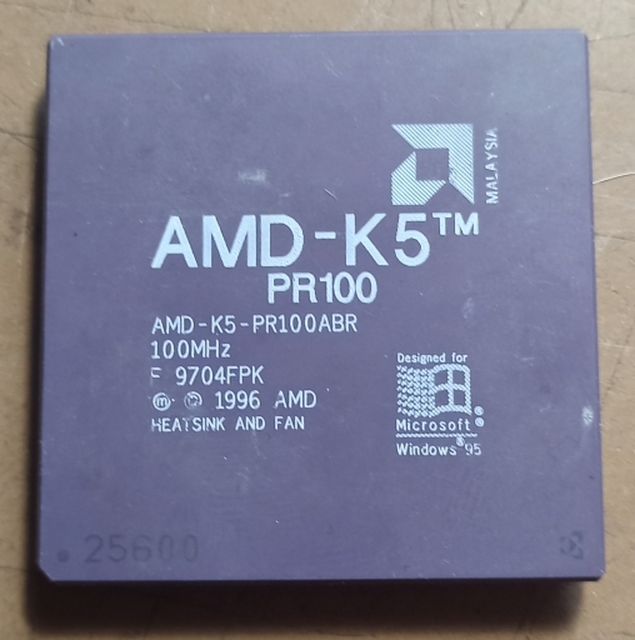 MALAYSIA
AMD-K5™
PR100
AMD-K5-PR100ABR
100MHz
F 9704FPK
ⓜ © 1996 AMD
HEATSINK AND FAN
Designed for
Microsoft®
Windows®95
25600